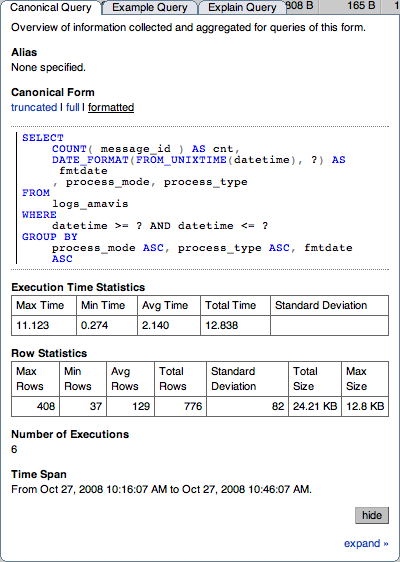 Canonical Query Example Query Explain Query 808 B 165 B 1
Overview of information collected and aggregated for queries of this form.
Alias
None specified.
Canonical Form
truncated | full | formatted
SELECT
COUNT( message_id ) AS cnt,
DATE_FORMAT(FROM_UNIXTIME(datetime), ?) AS
fmtdate
, process_mode, process_type
FROM
logs_amavis
WHERE
datetime >= ? AND datetime <= ?
GROUP BY
process_mode ASC, process_type ASC, fmtdate
ASC
Execution Time Statistics
Max Time Min Time Avg Time Total Time Standard Deviation
11.123 0.274 2.140 12.838
Row Statistics
Max Min Avg Total Standard Total Max
Rows Rows Rows Rows Deviation Size Size
408 37 129 776 82 24.21 KB 12.8 KB
Number of Executions
6
Time Span
From Oct 27, 2008 10:16:07 AM to Oct 27, 2008 10:46:07 AM.
hide
expand »